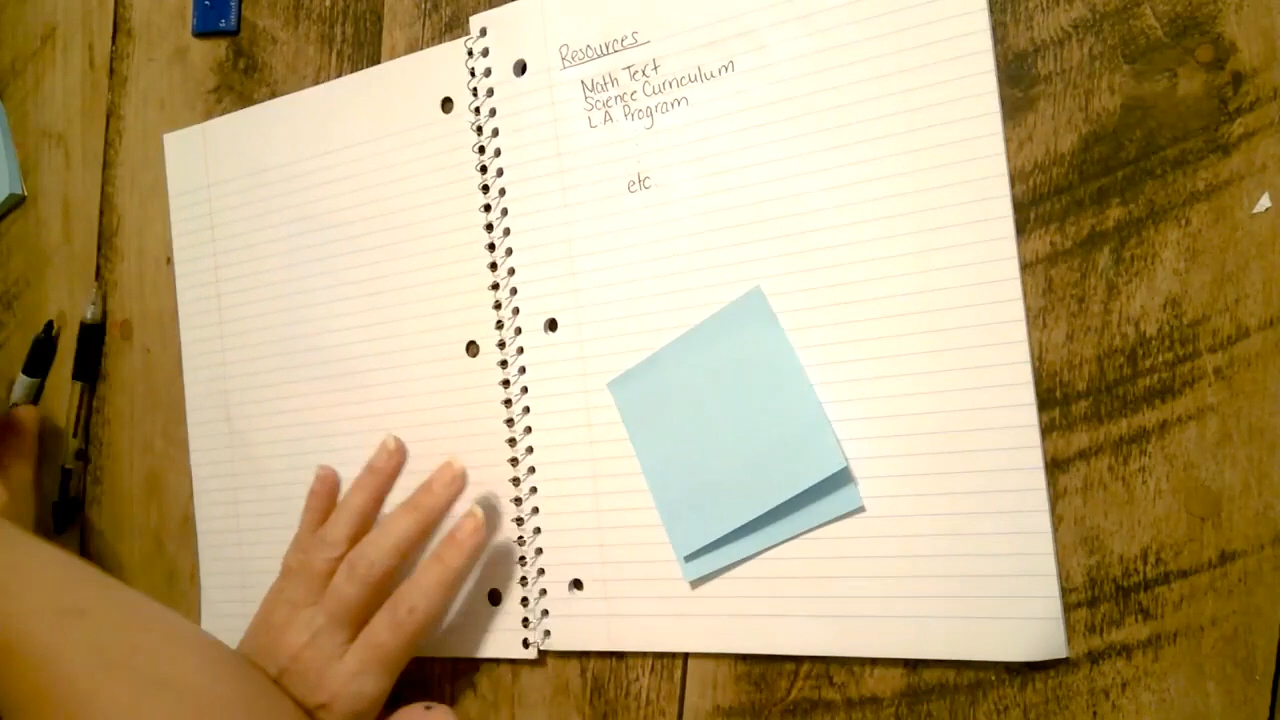 Resources
Math Text
Science Curriculum
L.A. Program
etc